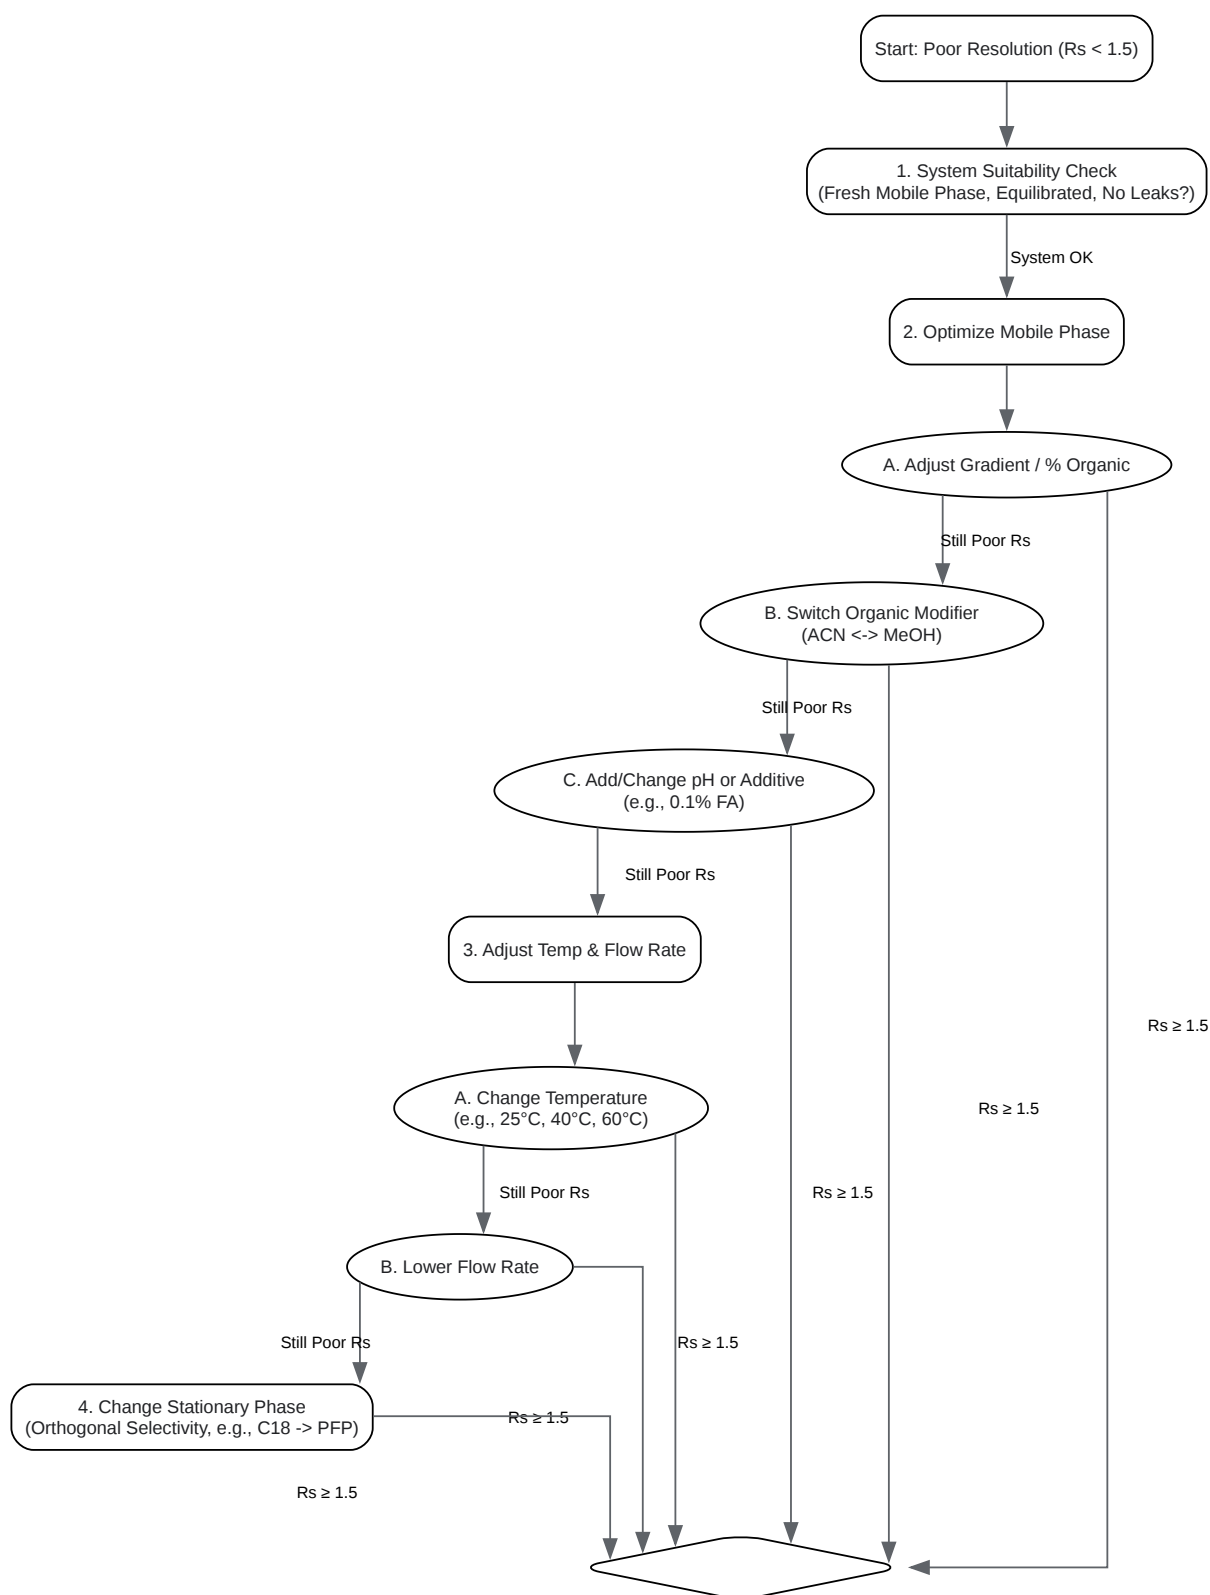 Start: Poor Resolution (Rs < 1.5)
1. System Suitability Check
(Fresh Mobile Phase, Equilibrated, No Leaks?)
System OK
2. Optimize Mobile Phase
A. Adjust Gradient / % Organic
Still Poor Rs
B. Switch Organic Modifier
(ACN <-> MeOH)
Still Poor Rs
C. Add/Change pH or Additive
(e.g., 0.1% FA)
Still Poor Rs
3. Adjust Temp & Flow Rate
Rs ≥ 1.5
A. Change Temperature
(e.g., 25°C, 40°C, 60°C)
Rs ≥ 1.5
Still Poor Rs
Rs ≥ 1.5
B. Lower Flow Rate
Still Poor Rs
Rs ≥ 1.5
4. Change Stationary Phase
(Orthogonal Selectivity, e.g., C18 -> PFP)
Rs ≥ 1.5
Rs ≥ 1.5